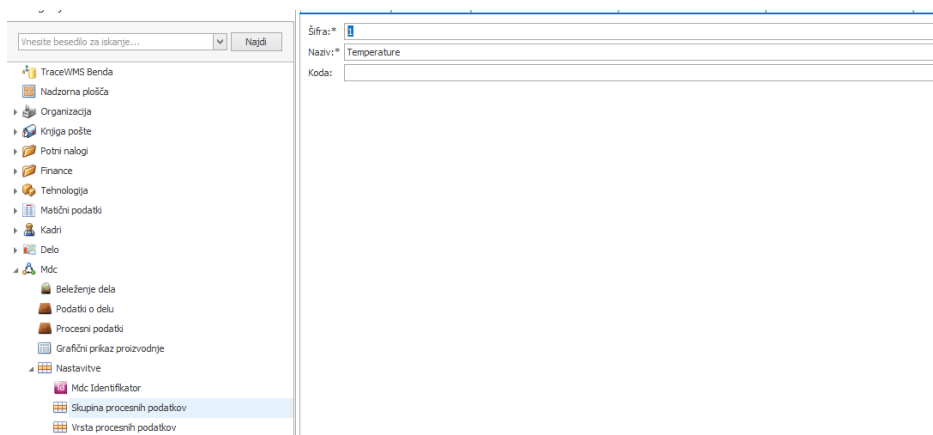 Vnesite besedilo za iskanje...
Najdi
TraceWMS Benda
Nadzorna plošča
Organizacija
Knjiga pošte
Potni nalogi
Finance
Tehnologija
Matični podatki
Kadri
Delo
Mdc
Beleženje dela
Podatki o delu
Procesni podatki
Grafični prikaz proizvodnje
Nastavitve
Id Mdc Identifikator
Skupina procesnih podatkov
Vrsta procesnih podatkov
Šifra:* 1
Naziv:* Temperature
Koda: